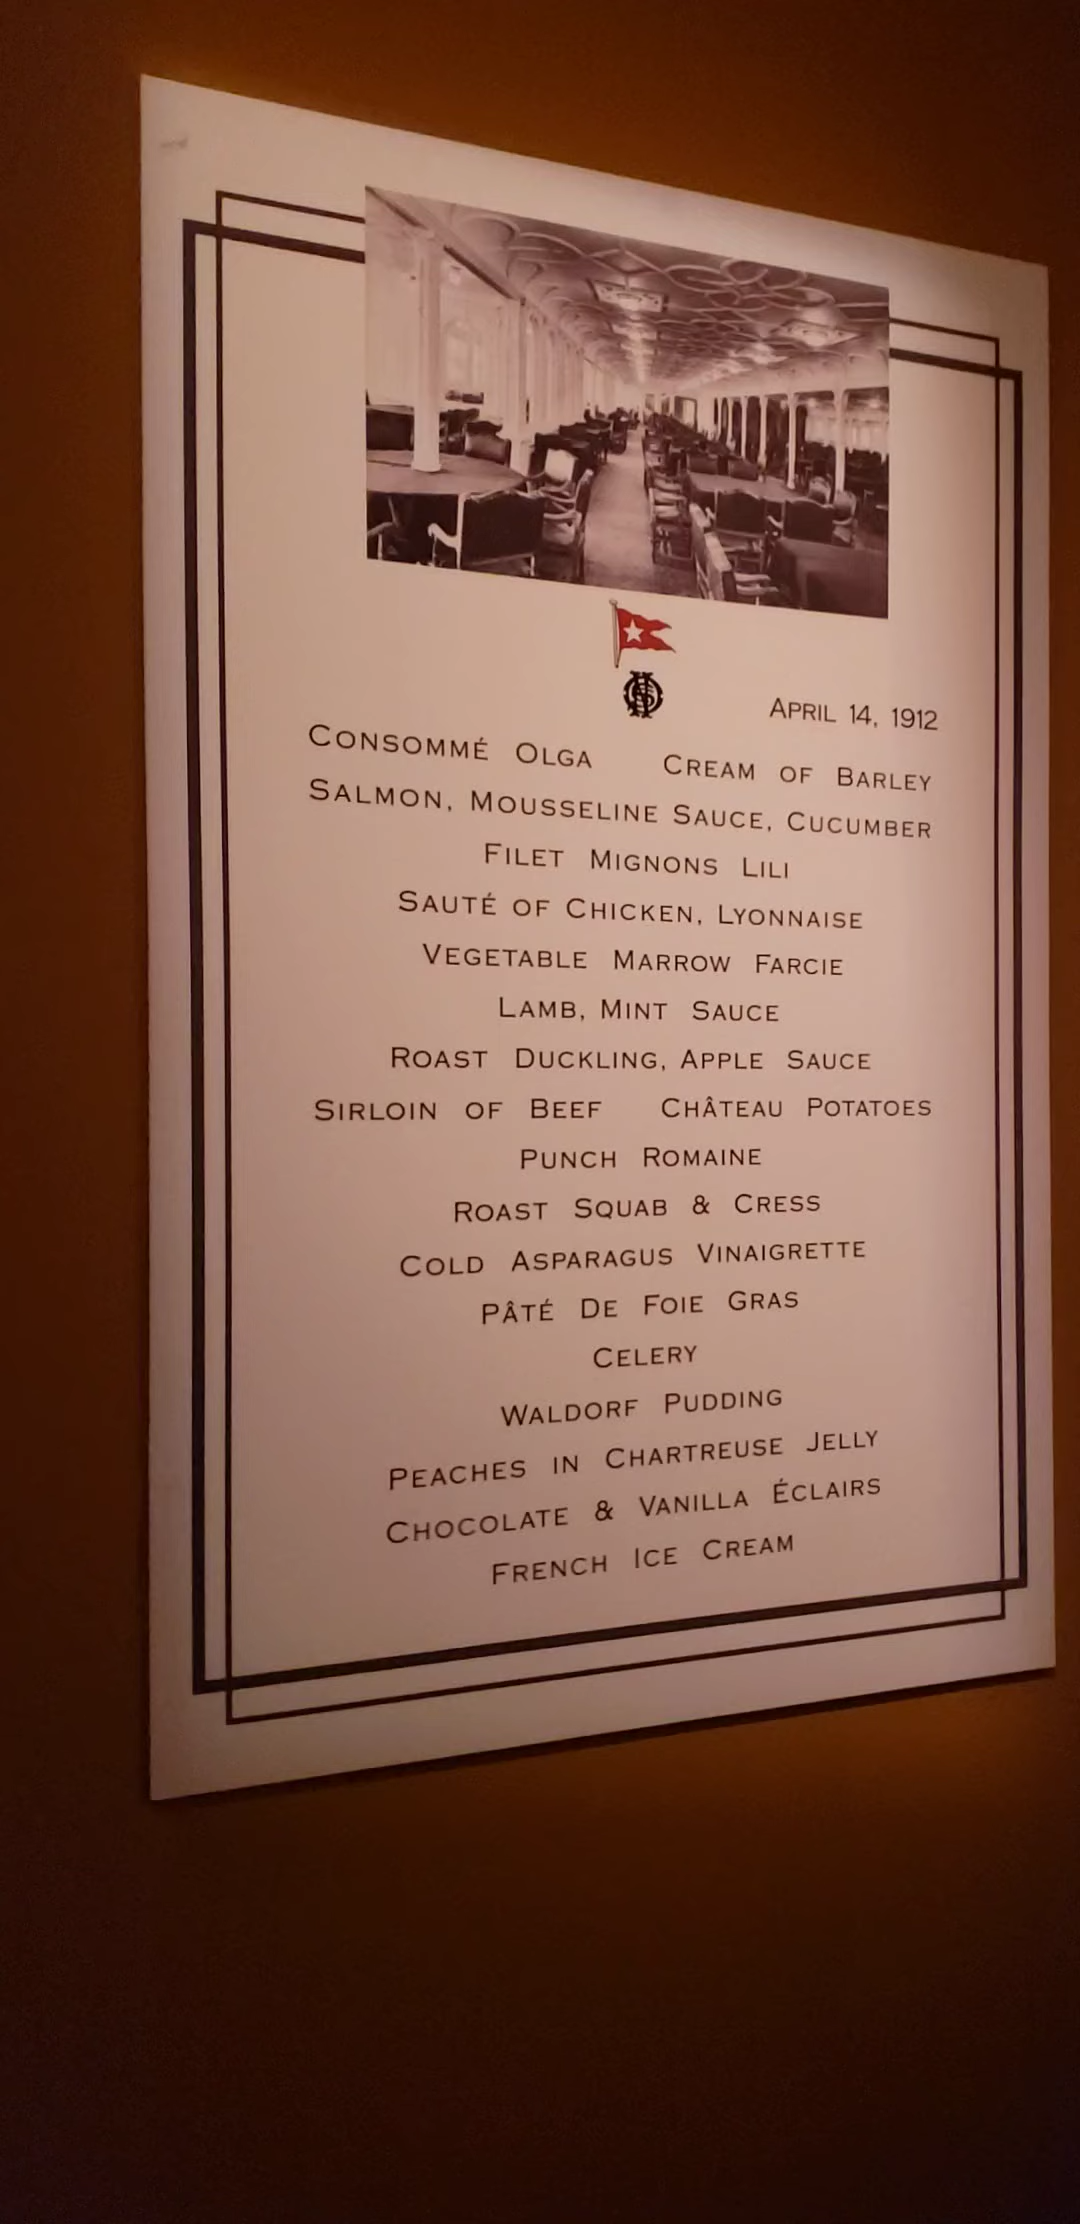 APRIL 14, 1912
CONSOMMÉ OLGA CREAM OF BARLEY
SALMON, MOUSSELINE SAUCE, CUCUMBER
FILET MIGNONS LILI
SAUTÉ OF CHICKEN, LYONNAISE
VEGETABLE MARROW FARCIE
LAMB, MINT SAUCE
ROAST DUCKLING, APPLE SAUCE
SIRLOIN OF BEEF CHÂTEAU POTATOES
PUNCH ROMAINE
ROAST SQUAB & CRESS
COLD ASPARAGUS VINAIGRETTE
PÂTÉ DE FOIE GRAS
CELERY
WALDORF PUDDING
PEACHES IN CHARTREUSE JELLY
CHOCOLATE & VANILLA ÉCLAIRS
FRENCH ICE CREAM